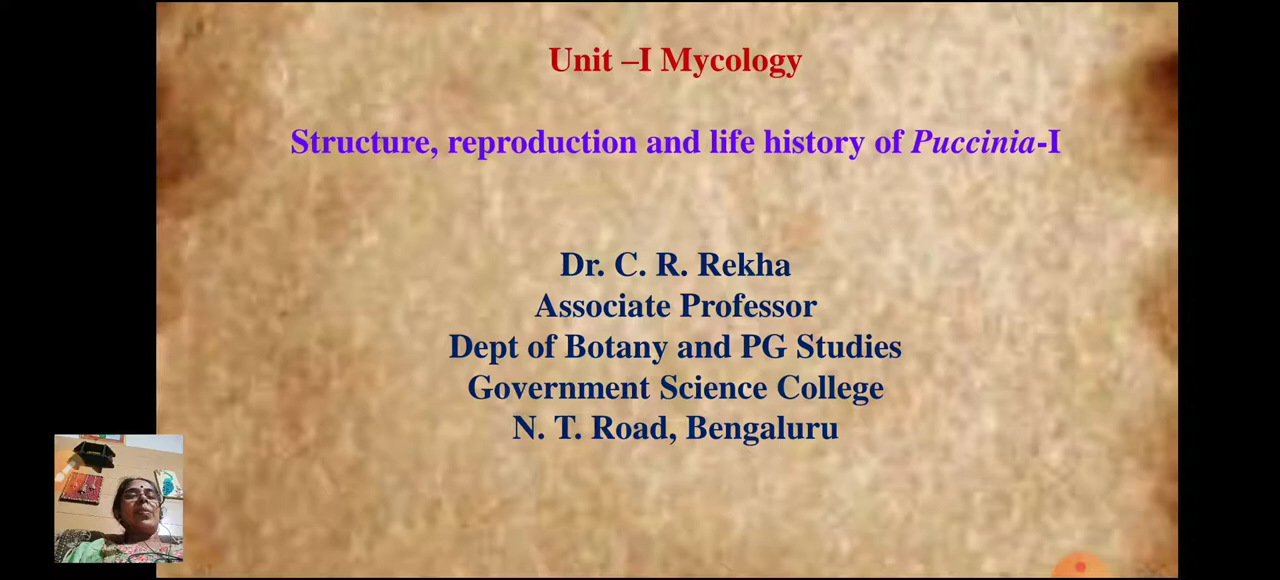 Unit –I Mycology
Structure, reproduction and life history of Puccinia-I
Dr. C. R. Rekha
Associate Professor
Dept of Botany and PG Studies
Government Science College
N. T. Road, Bengaluru